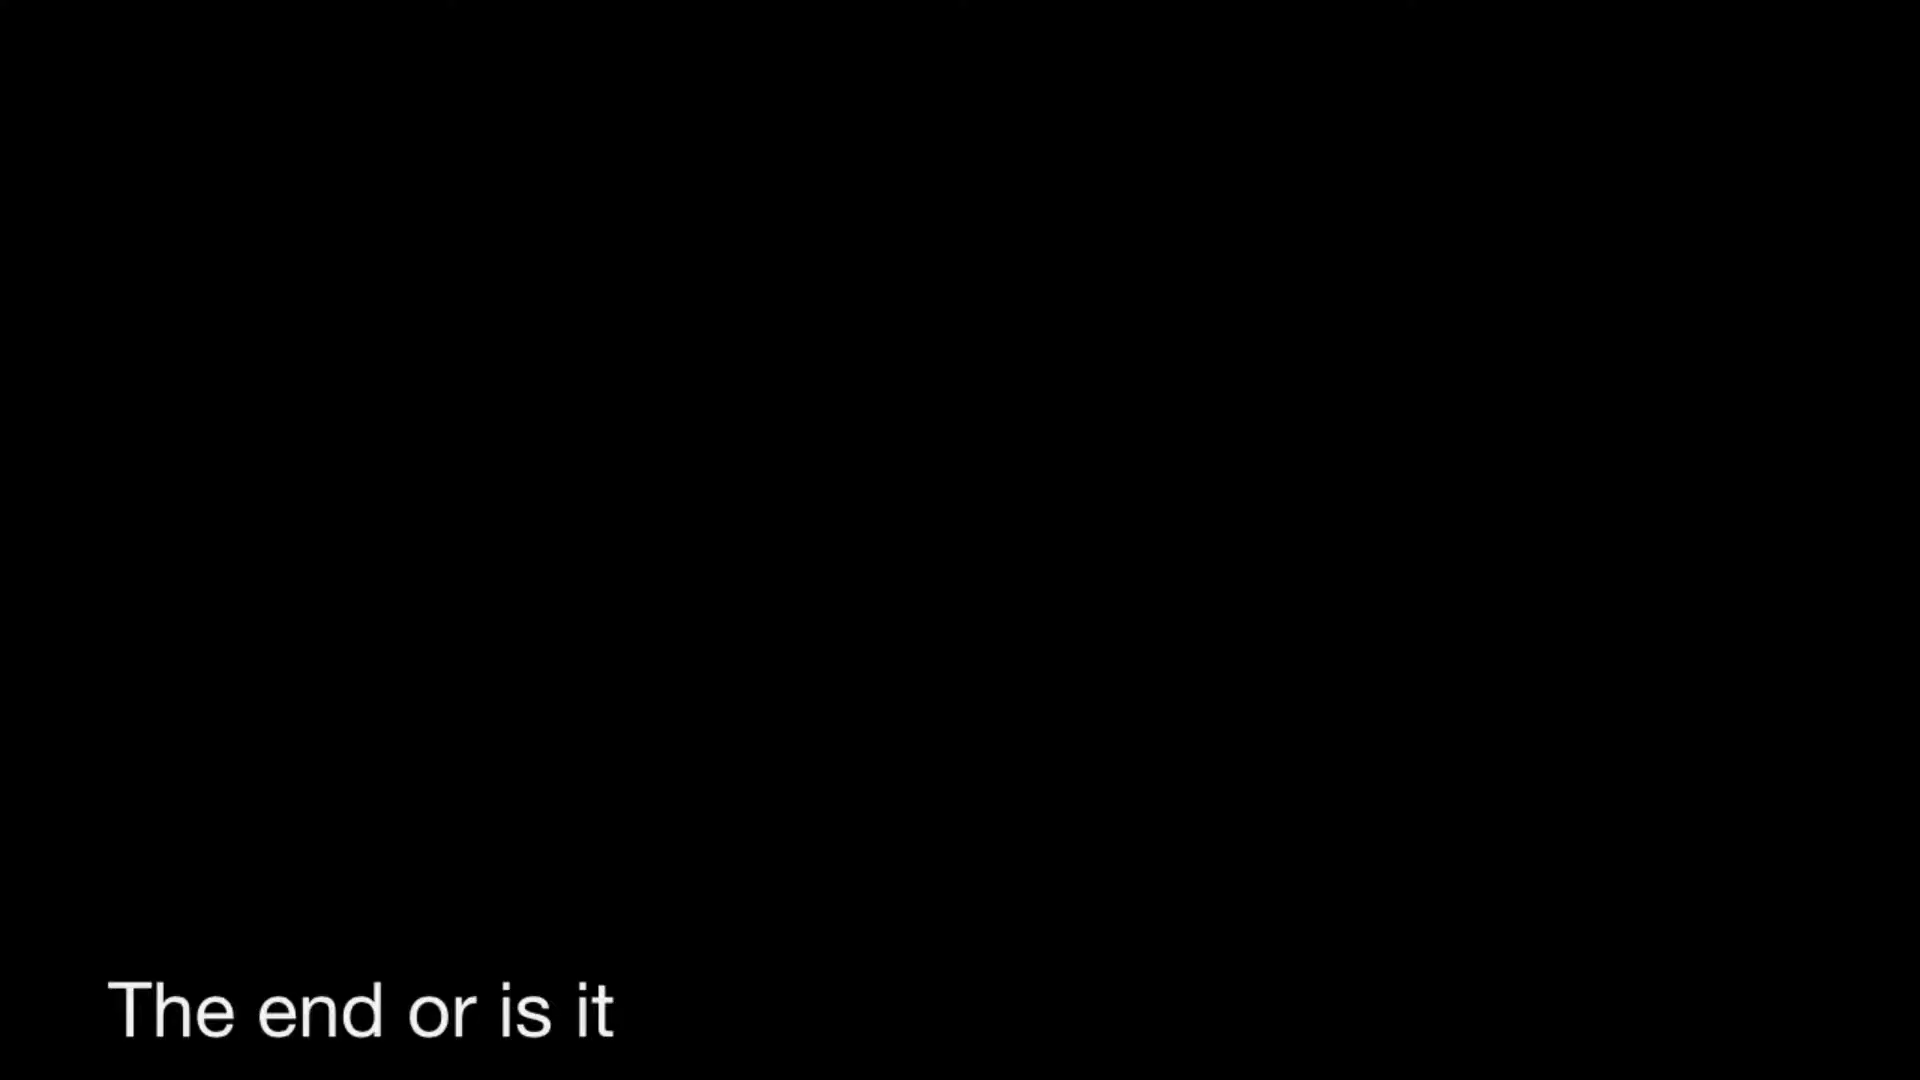 The end or is it